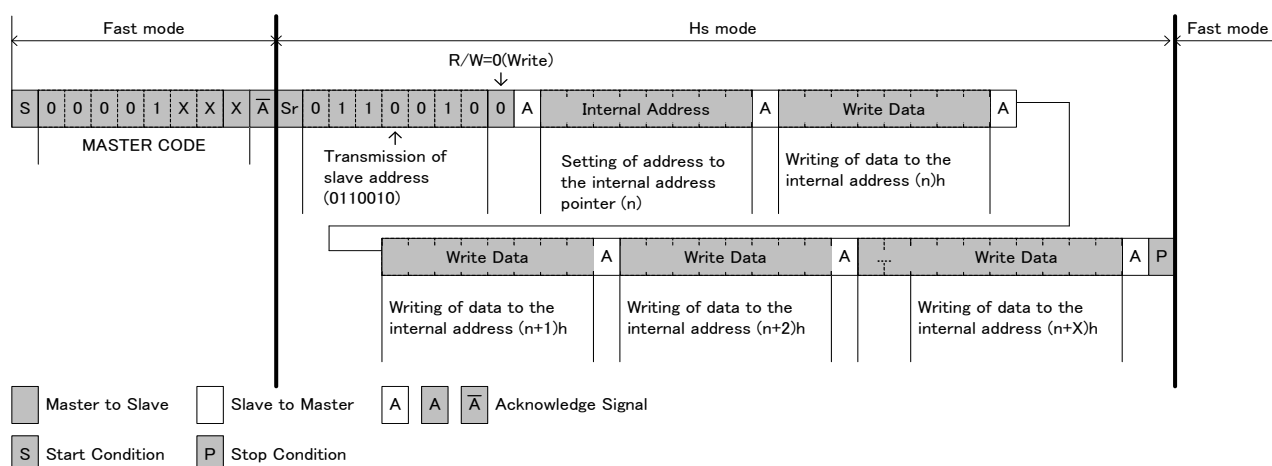 Fast mode Hs mode Fast mode
R/W=0(Write)
S 0 0 0 0 1 X X X A̅ Sr 0 1 1 0 0 1 0 0 A Internal Address A Write Data A
MASTER CODE
Transmission of
slave address
(0110010)
Setting of address to
the internal address
pointer (n)
Writing of data to the
internal address (n)h
Write Data A Write Data A .... Write Data A P
Writing of data to the
internal address (n+1)h
Writing of data to the
internal address (n+2)h
Writing of data to the
internal address (n+X)h
Master to Slave Slave to Master A A A̅ Acknowledge Signal
S Start Condition P Stop Condition